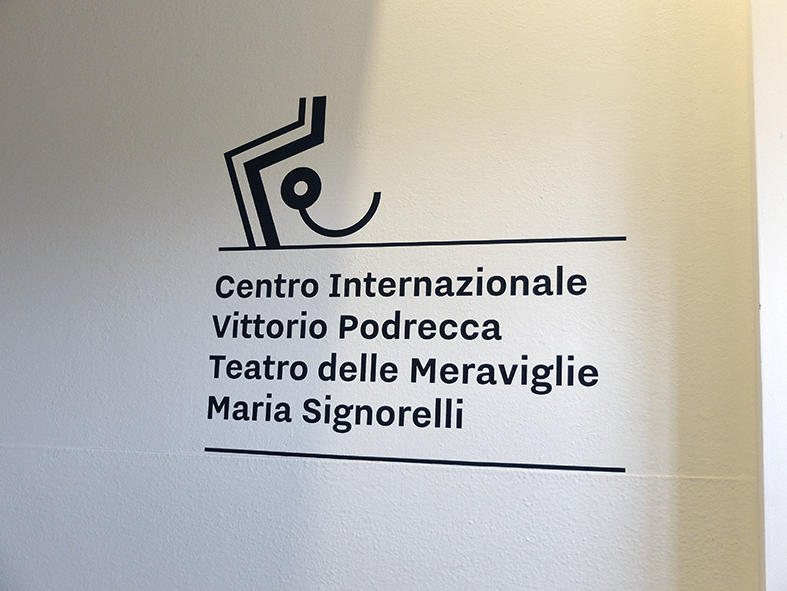 Centro Internazionale
Vittorio Podrecca
Teatro delle Meraviglie
Maria Signorelli